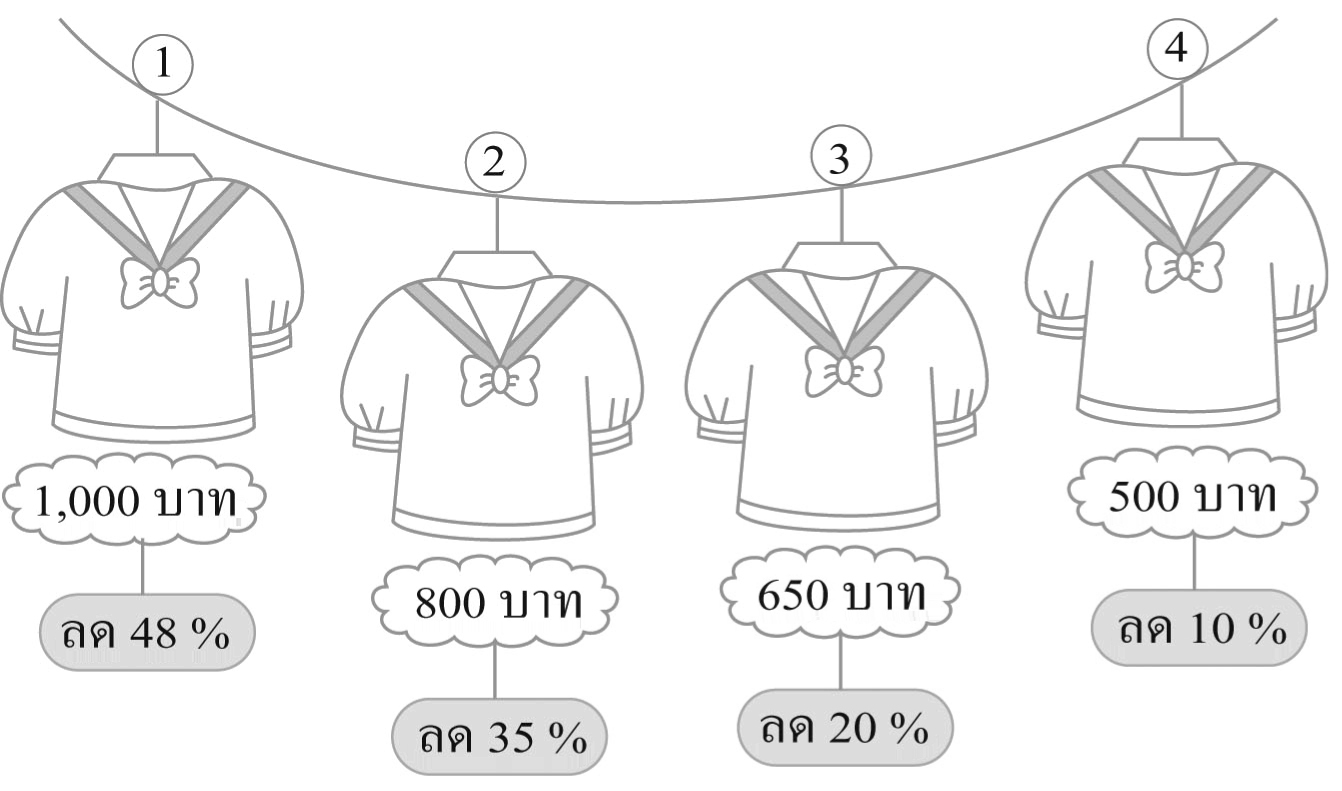 1
2
3
4
1,000 บาท
800 บาท
650 บาท
500 บาท
ลด 48 %
ลด 35 %
ลด 20 %
ลด 10 %